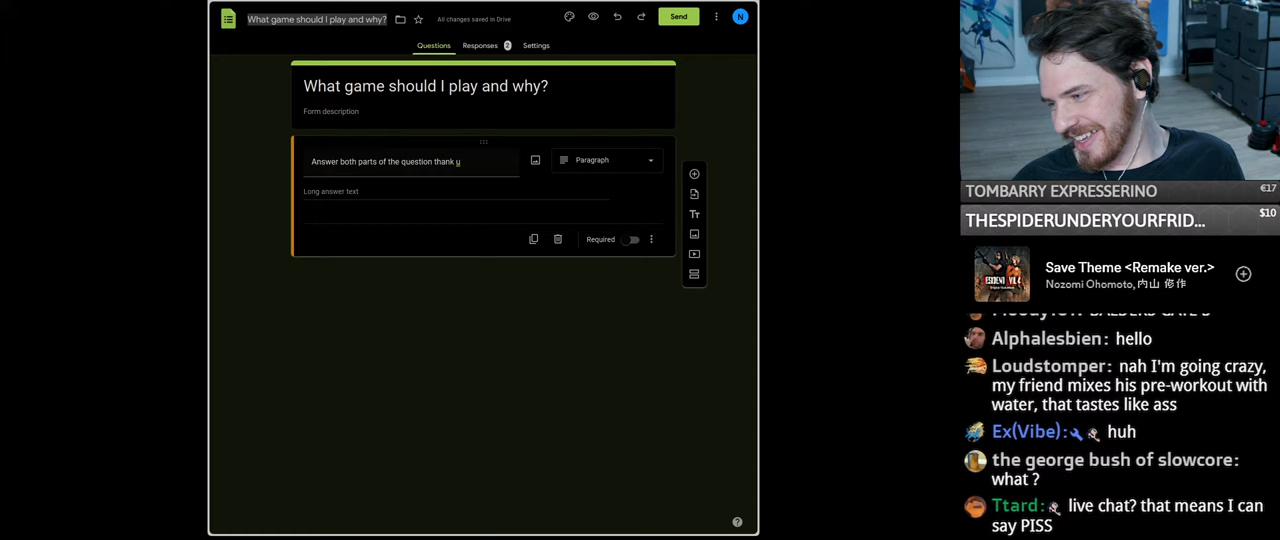 What game should I play and why?
All changes saved in Drive
Send
N
Questions
Responses 2
Settings
What game should I play and why?
Form description
Answer both parts of the question thank u
Paragraph
Long answer text
Required
TOMBARRY EXPRESSERINO €17
THESPIDERUNDERYOURFRID... $10
Save Theme <Remake ver.>
Nozomi Ohomoto, 内山 修作
Alphalesbien: hello
Loudstomper: nah I'm going crazy,
my friend mixes his pre-workout with
water, that tastes like ass
Ex(Vibe): huh
the george bush of slowcore:
what ?
Ttard: live chat? that means I can
say PISS